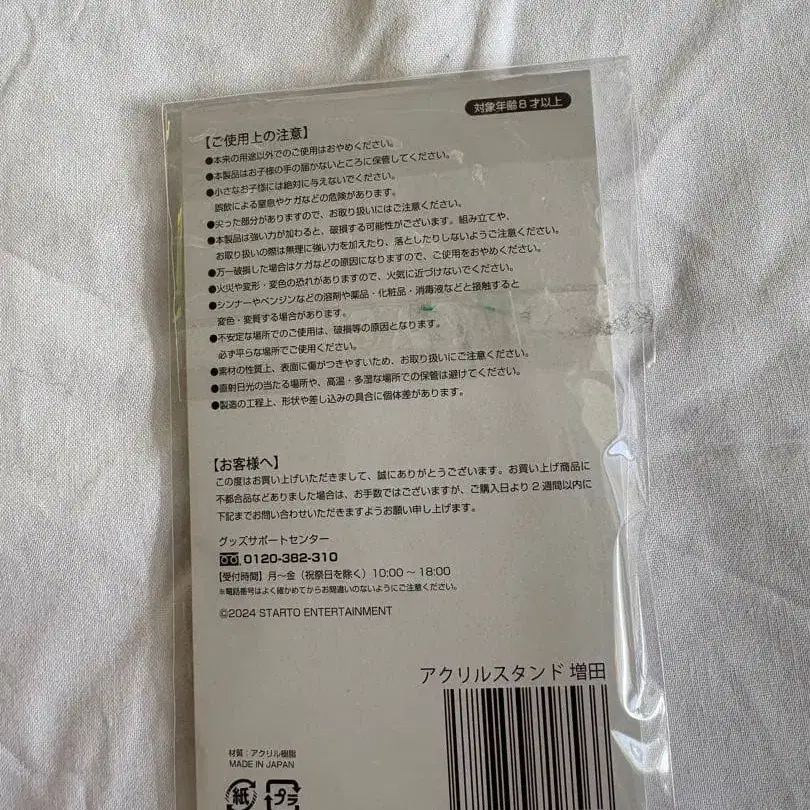 対象年齢8才以上
【ご使用上の注意】
●本来の用途以外でのご使用はおやめください。
●本製品はお子様の手の届かないところに保管してください。
●小さなお子様には絶対に与えないでください。
誤飲による窒息やケガなどの危険があります。
●尖った部分がありますので、お取り扱いにはご注意ください。
●本製品は強い力が加わると、破損する可能性がございます。組み立てや、
お取り扱いの際は無理に強い力を加えたり、落としたりしないようご注意ください。
●万一破損した場合はケガなどの原因になりますので、ご使用をおやめください。
●火災や変形・変色の恐れがありますので、火気に近づけないでください。
●シンナーやベンジンなどの溶剤や薬品・化粧品・消毒液などと接触すると
変色・変質する場合があります。
●不安定な場所でのご使用は、破損等の原因となります。
必ず平らな場所でご使用ください。
●素材の性質上、表面に傷がつきやすいため、お取り扱いにご注意ください。
●直射日光の当たる場所や、高温・多湿な場所での保管は避けてください。
●製造の工程上、形状や差し込みの具合に個体差があります。
【お客様へ】
この度はお買い上げいただきまして、誠にありがとうございます。お買い上げ商品に
不都合品などありました場合は、お手数ではございますが、ご購入日より2週間以内に
下記までお問い合わせいただきますようお願い申し上げます。
グッズサポートセンター
0120-382-310
【受付時間】月～金（祝祭日を除く）10:00～18:00
※電話番号はよく確かめてからお間違いのないようにご注意ください。
©2024 STARTO ENTERTAINMENT
アクリルスタンド 増田
材質：アクリル樹脂
MADE IN JAPAN
紙 プラ